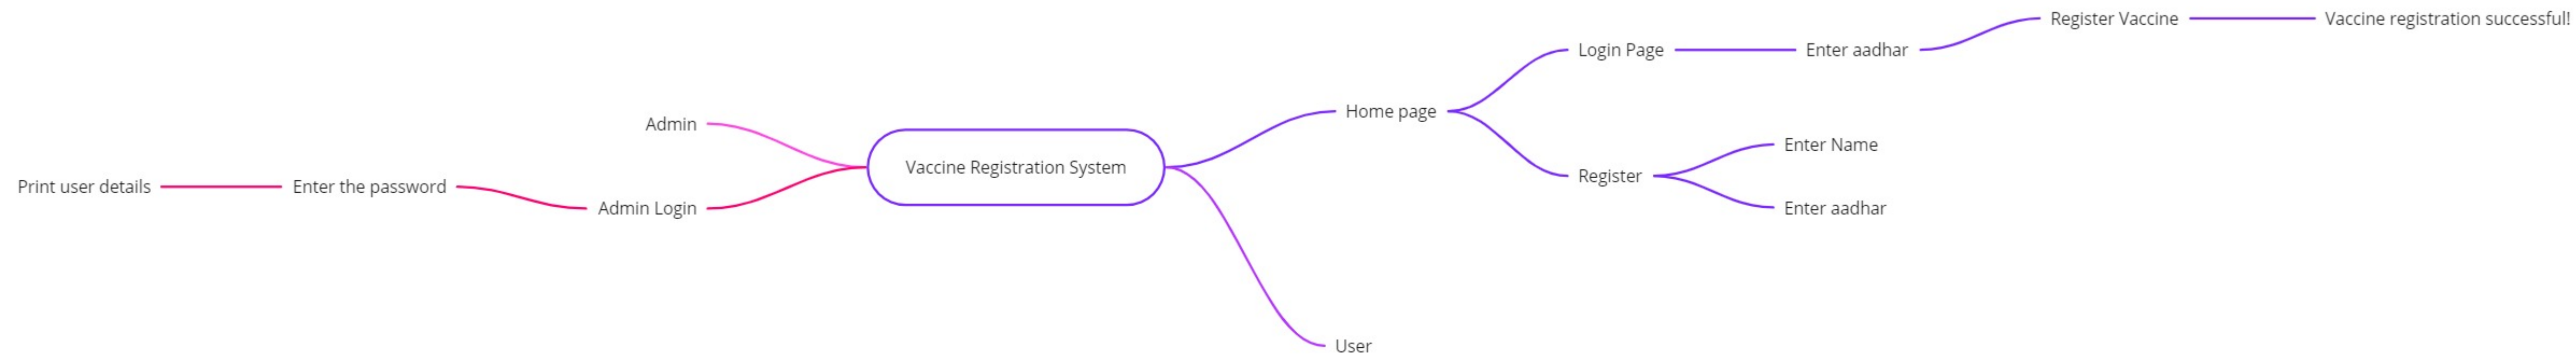 Register Vaccine
Vaccine registration successful!
Login Page
Enter aadhar
Home page
Admin
Enter Name
Vaccine Registration System
Register
Print user details
Enter the password
Admin Login
Enter aadhar
User